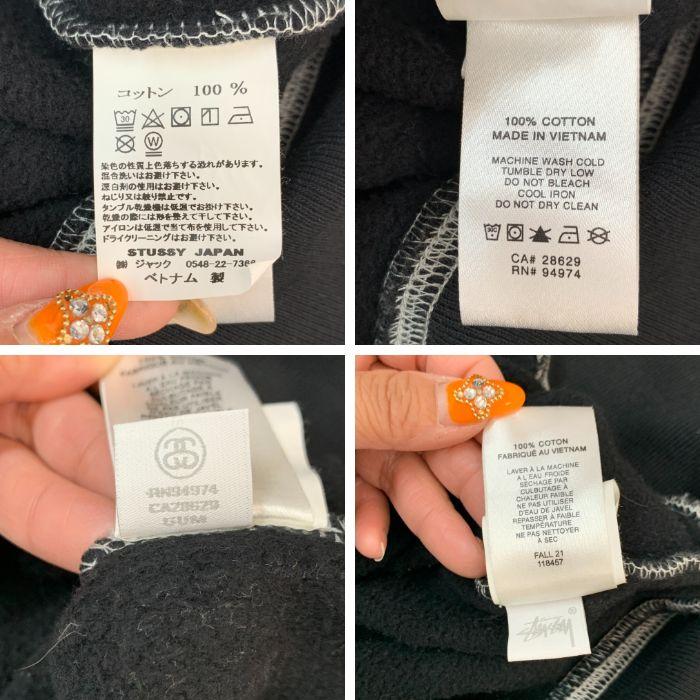 コットン 100 %
30
W
染色の性質上色落ちする恐れがあります。
混合洗いはお避け下さい。
漂白剤の使用はお避け下さい。
ねじり又は絞り禁止です。
タンブル乾燥機は低温でお掛け下さい。
乾燥の際には形を整えて干して下さい。
アイロンは低温で当て布を使用して下さい。
ドライクリーニングはお避け下さい。
STUSSY JAPAN
㈱ ジャック 0548-22-7366
ベトナム 製
100% COTTON
MADE IN VIETNAM
MACHINE WASH COLD
TUMBLE DRY LOW
DO NOT BLEACH
COOL IRON
DO NOT DRY CLEAN
CA# 28629
RN# 94974
RN94974
CA28629
GUM
100% COTON
FABRIQUÉ AU VIETNAM
LAVER À LA MACHINE
A L'EAU FROIDE
SÉCHAGE PAR
CULBUTAGE À
CHALEUR FAIBLE
NE PAS UTILISER
D'EAU DE JAVEL
REPASSER À FAIBLE
TEMPÉRATURE
NE PAS NETTOYER
À SEC
FALL 21
118457
STÜSSY